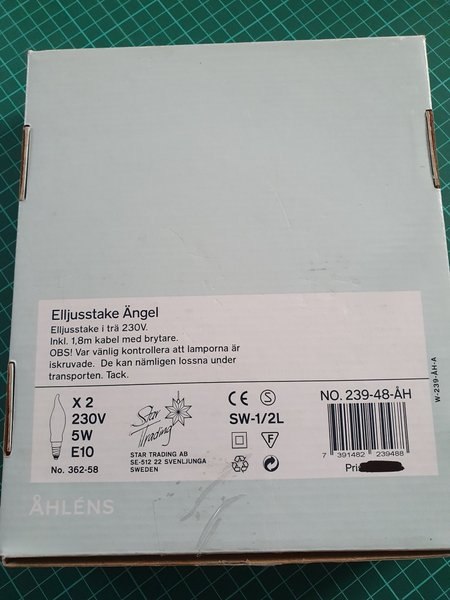 Elljusstake Ängel
Elljusstake i trä 230V.
Inkl. 1,8m kabel med brytare.
OBS! Var vänlig kontrollera att lamporna är
iskruvade. De kan nämligen lossna under
transporten. Tack.
X 2
230V
5W
E10
No. 362-58
Star
Trading
STAR TRADING AB
SE-512 22 SVENLJUNGA
SWEDEN
CE S
SW-1/2L
F
NO. 239-48-ÅH
7 391482 239488
Pris
W-239-ÅH-A
ÅHLÉNS